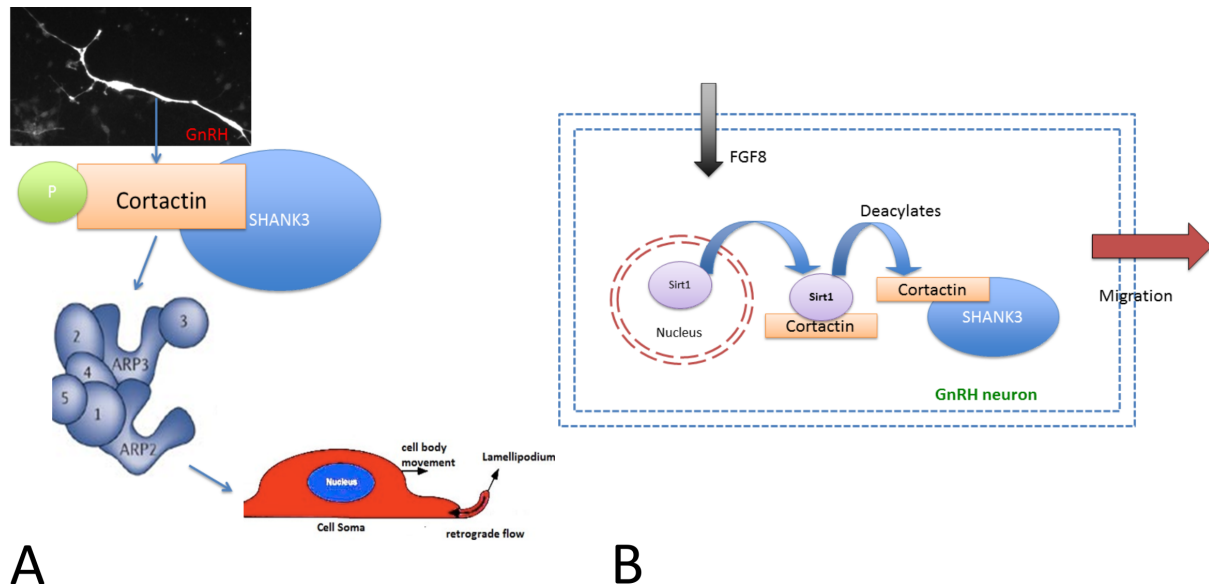 GnRH
P
Cortactin
SHANK3
2
3
ARP3
4
5
1
ARP2
cell body
movement
Lamellipodium
Nucleus
Cell Soma
retrograde flow
A
FGF8
Deacylates
Sirt1
Nucleus
Sirt1
Cortactin
Cortactin
SHANK3
Migration
GnRH neuron
B